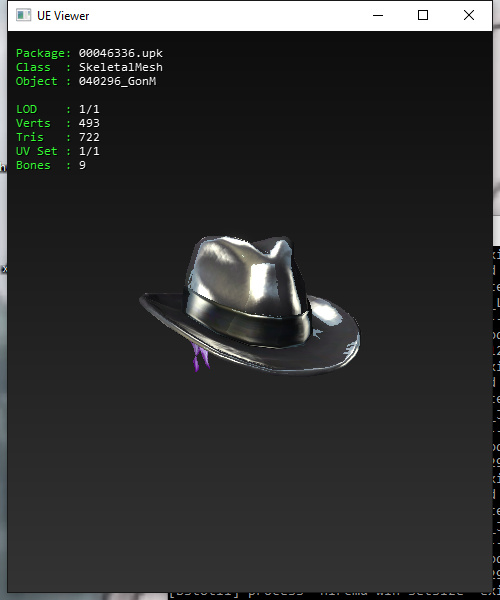 UE Viewer
Package: 00046336.upk
Class : SkeletalMesh
Object : 040296_GonM
LOD : 1/1
Verts : 493
Tris : 722
UV Set : 1/1
Bones : 9